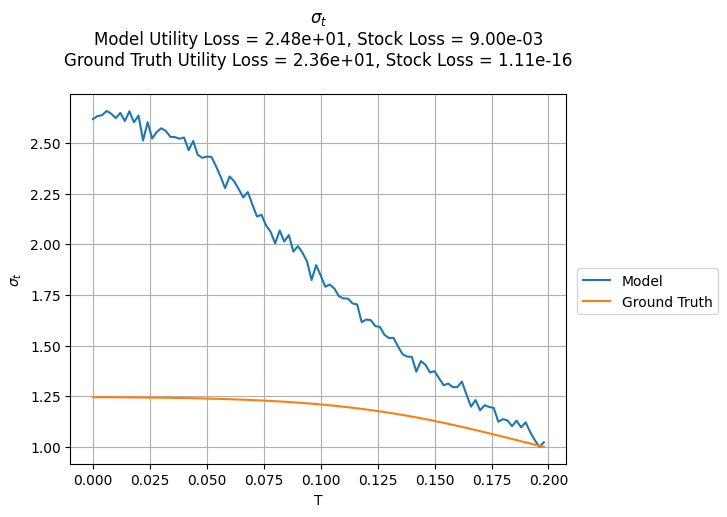 σt
Model Utility Loss = 2.48e+01, Stock Loss = 9.00e-03
Ground Truth Utility Loss = 2.36e+01, Stock Loss = 1.11e-16
2.50
2.25
2.00
1.75
1.50
1.25
1.00
σt
0.000 0.025 0.050 0.075 0.100 0.125 0.150 0.175 0.200
T
Model
Ground Truth